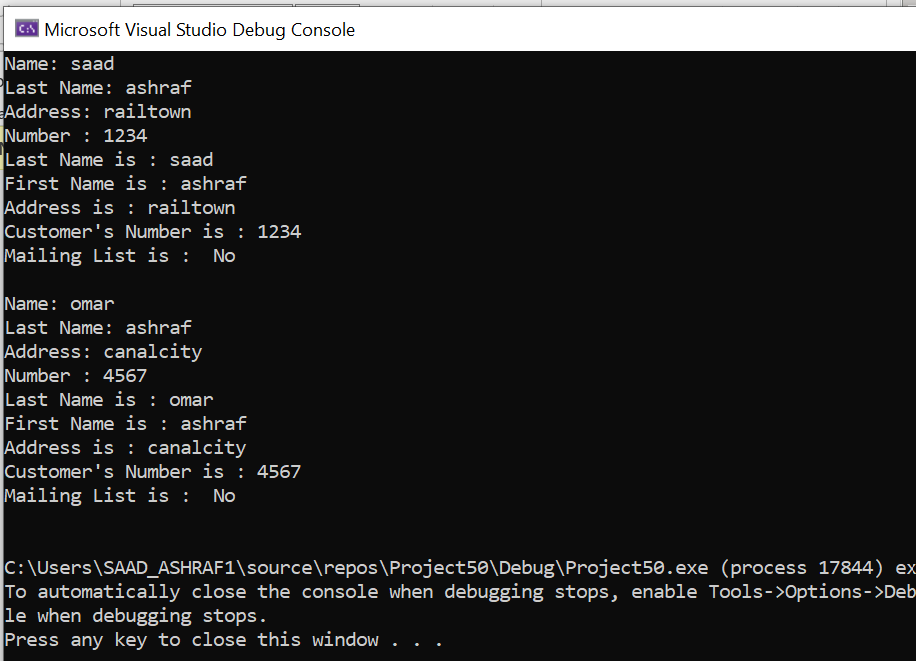 Microsoft Visual Studio Debug Console
Name: saad
Last Name: ashraf
Address: railtown
Number : 1234
Last Name is : saad
First Name is : ashraf
Address is : railtown
Customer's Number is : 1234
Mailing List is :  No
Name: omar
Last Name: ashraf
Address: canalcity
Number : 4567
Last Name is : omar
First Name is : ashraf
Address is : canalcity
Customer's Number is : 4567
Mailing List is :  No
C:\Users\SAAD_ASHRAF1\source\repos\Project50\Debug\Project50.exe (process 17844) ex
To automatically close the console when debugging stops, enable Tools->Options->Deb
le when debugging stops.
Press any key to close this window . . .